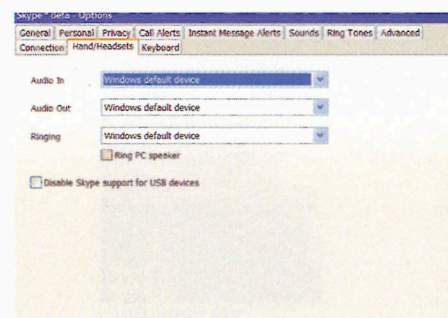 Skype™ Beta - Options
General Personal Privacy Call Alerts Instant Message Alerts Sounds Ring Tones Advanced
Connection Hand/Headsets Keyboard
Audio In Windows default device
Audio Out Windows default device
Ringing Windows default device
Ring PC speaker
Disable Skype support for USB devices